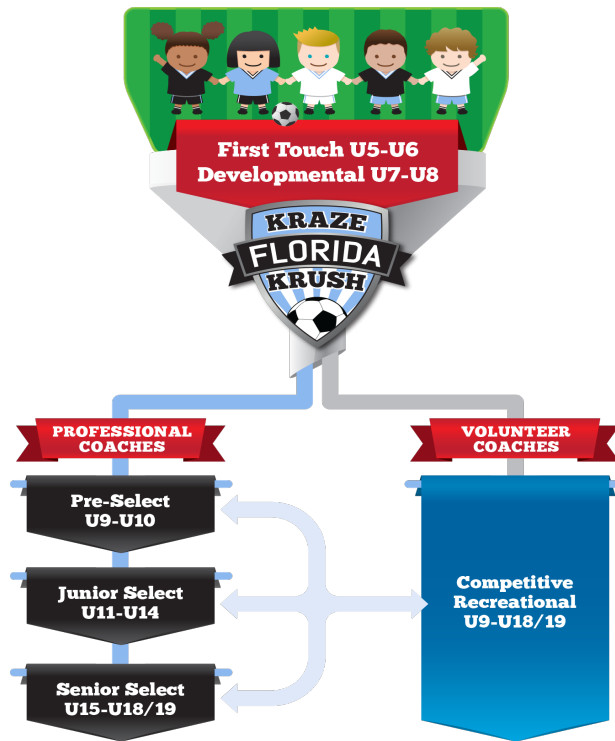 First Touch U5-U6
Developmental U7-U8
KRAZE
FLORIDA
KRUSH
PROFESSIONAL
COACHES
VOLUNTEER
COACHES
Pre-Select
U9-U10
Junior Select
U11-U14
Senior Select
U15-U18/19
Competitive
Recreational
U9-U18/19